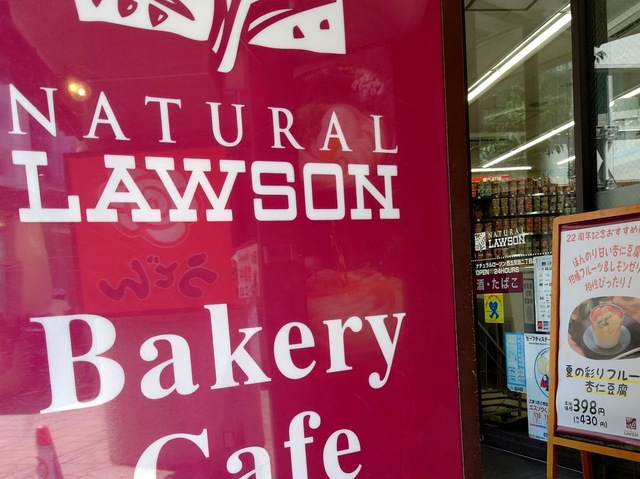 NATURAL
LAWSON
Bakery
Cafe
NATURAL
LAWSON
OPEN 24HOURS
酒・たばこ
22周年記念おすすめ
ほんのり甘い杏仁豆腐
柑橘フルーツ&レモンゼ
相性ぴったり!
夏の彩りフルー
杏仁豆腐
398円
430円)